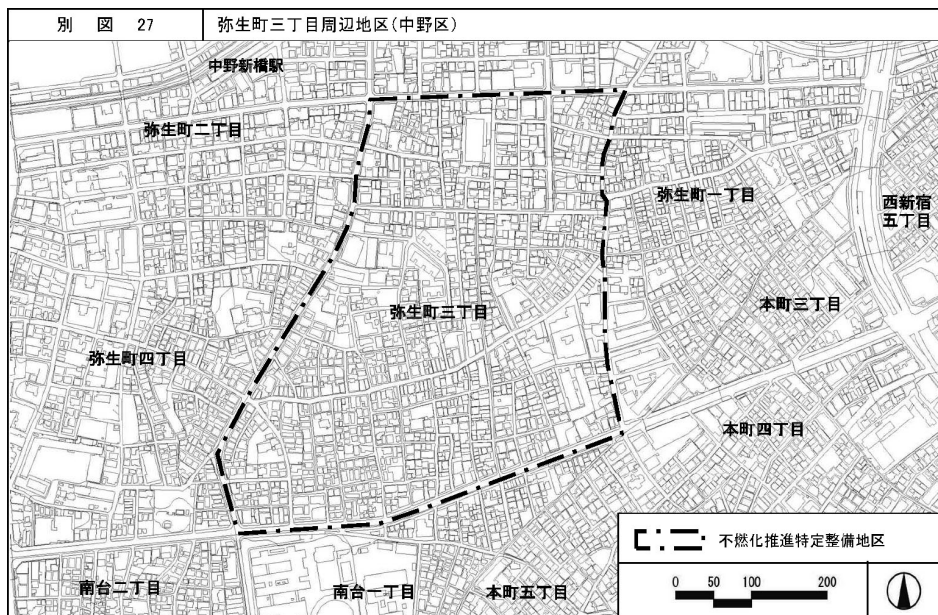 別図 27
弥生町三丁目周辺地区(中野区)
中野新橋駅
弥生町二丁目
弥生町一丁目
西新宿
五丁目
弥生町三丁目
本町三丁目
弥生町四丁目
本町四丁目
不燃化推進特定整備地区
南台二丁目
南台一丁目
本町五丁目
0 50 100 200